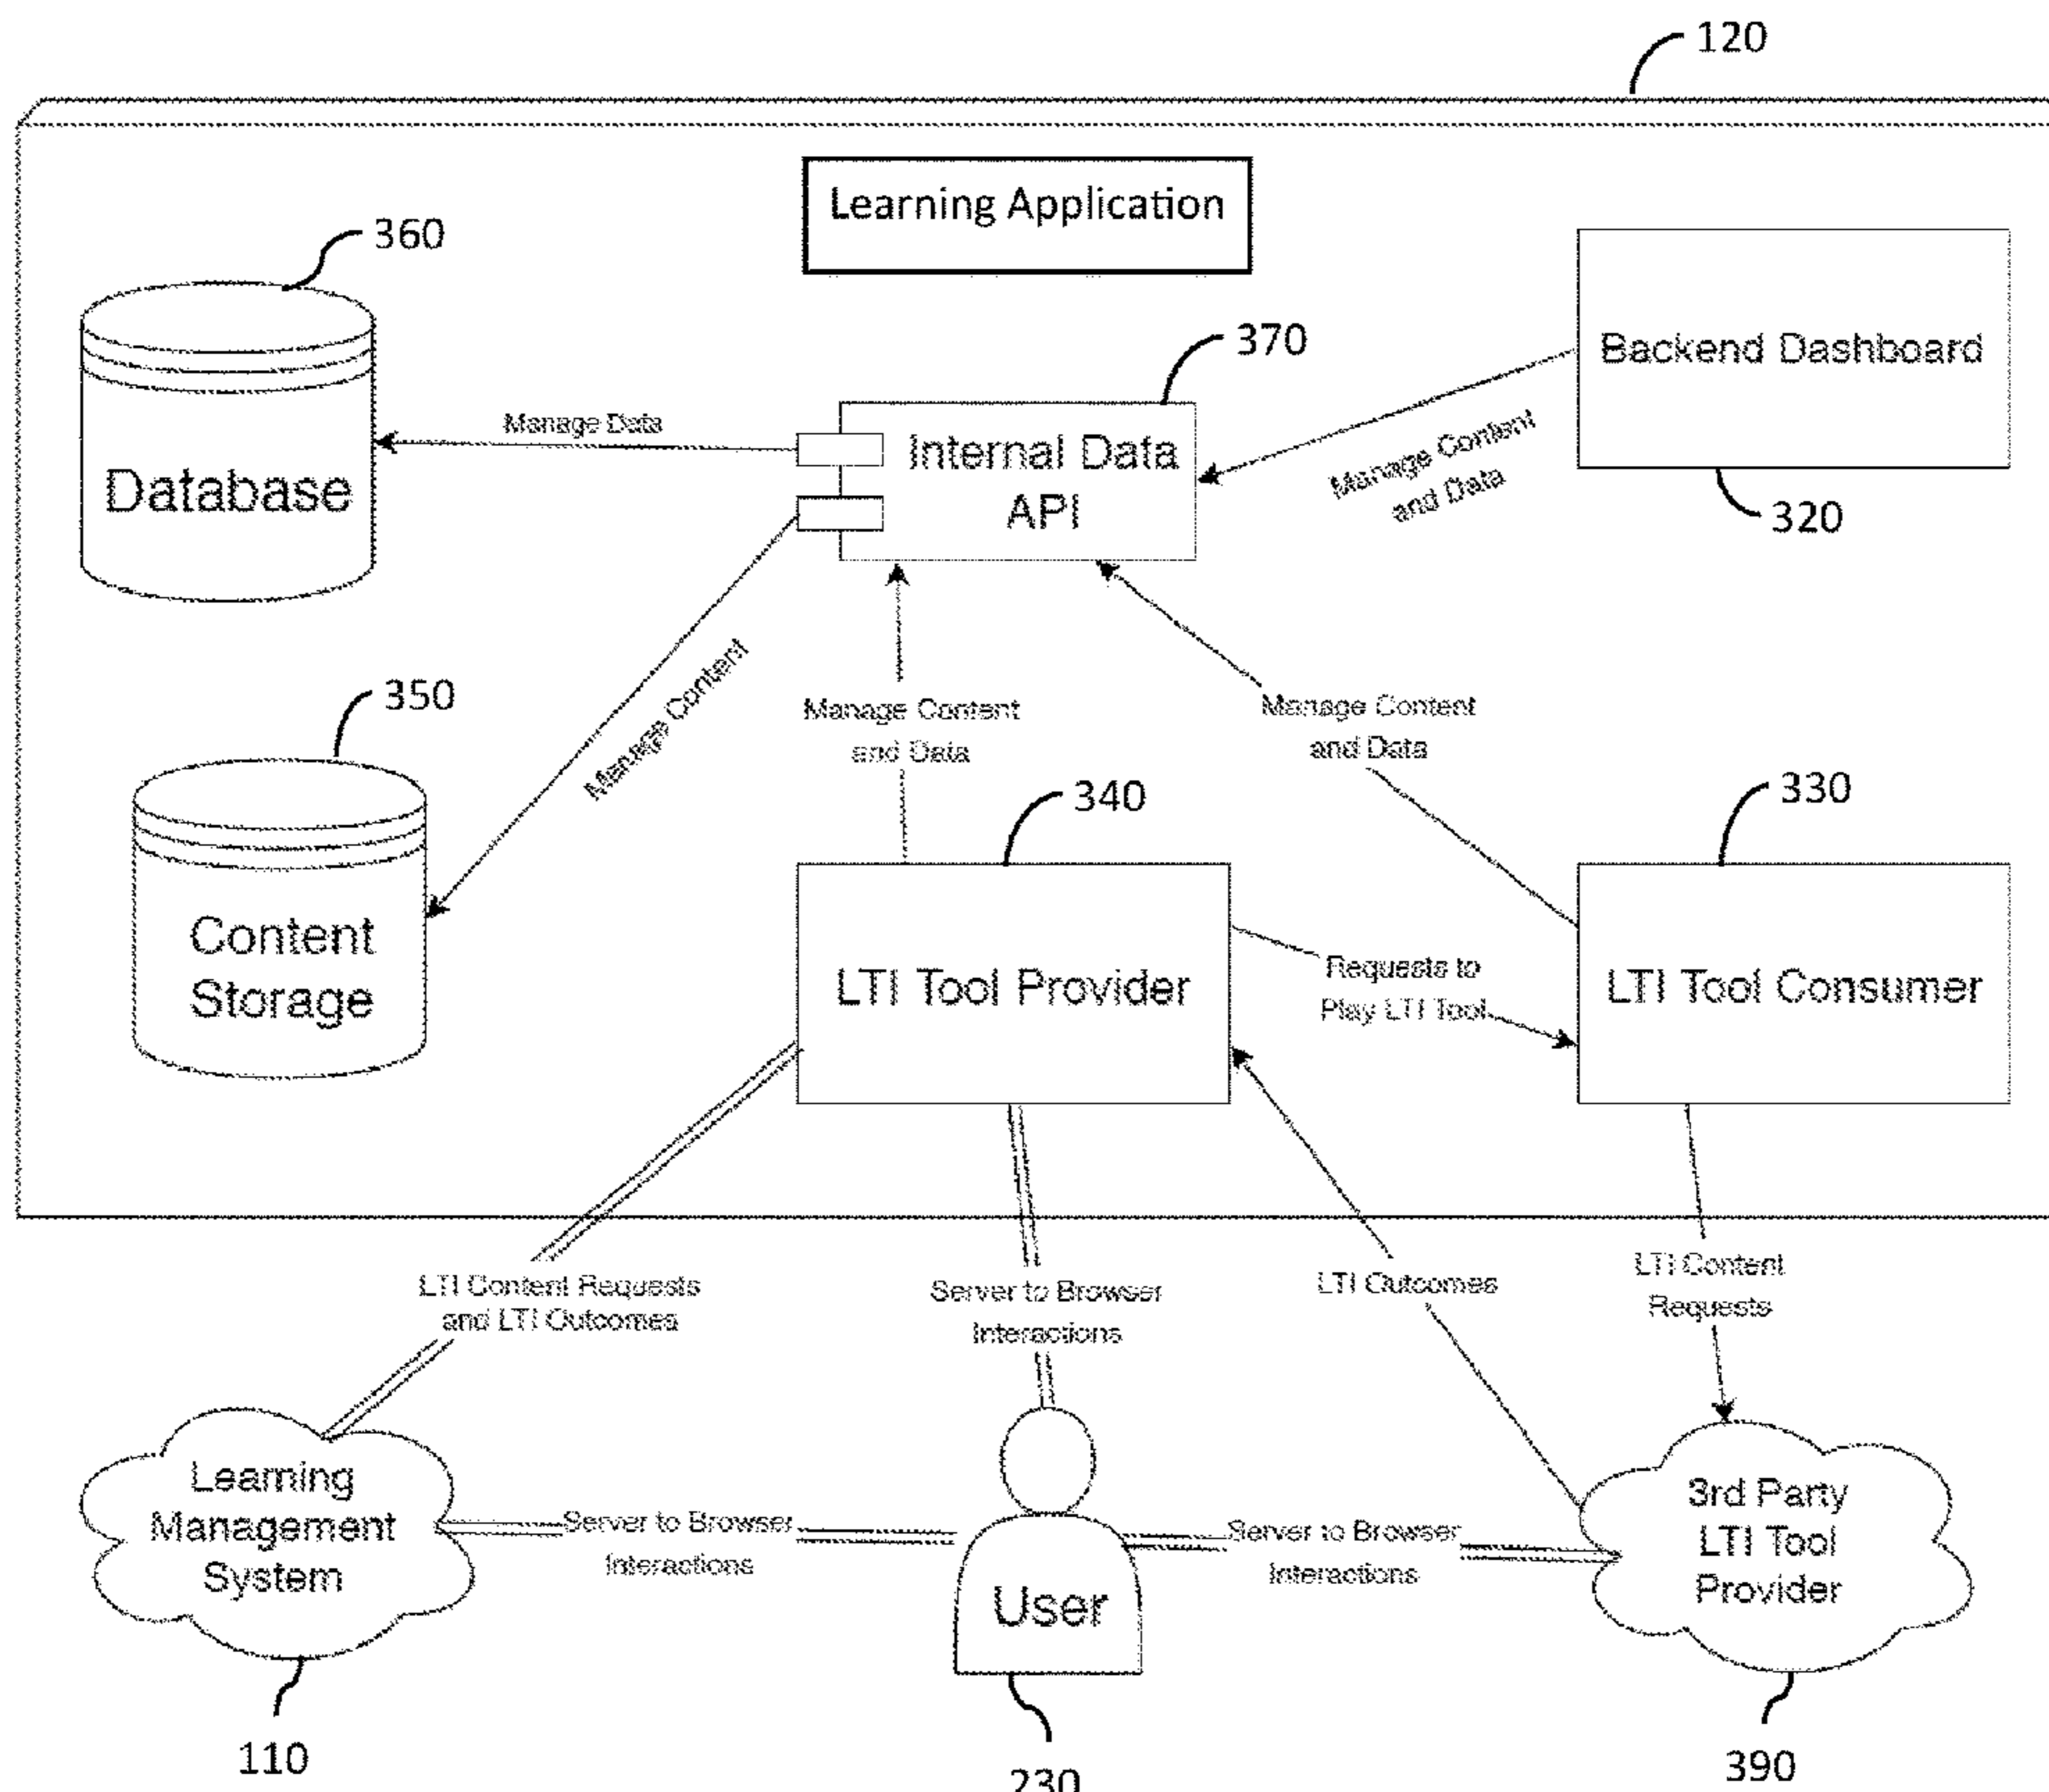 120
Learning Application
360
370
Backend Dashboard
Manage Data
Internal Data
API
Manage Content
and Data
Database
320
350
Manage Content
Manage Content
and Data
Manage Content
and Data
340
330
Content
Storage
LTI Tool Provider
Requests to
Play LTI Tool
LTI Tool Consumer
LTI Content Requests
and LTI Outcomes
Server to Browser
Interactions
LTI Outcomes
LTI Content
Requests
Learning
Management
System
Server to Browser
Interactions
User
Server to Browser
Interactions
3rd Party
LTI Tool
Provider
110
230
390